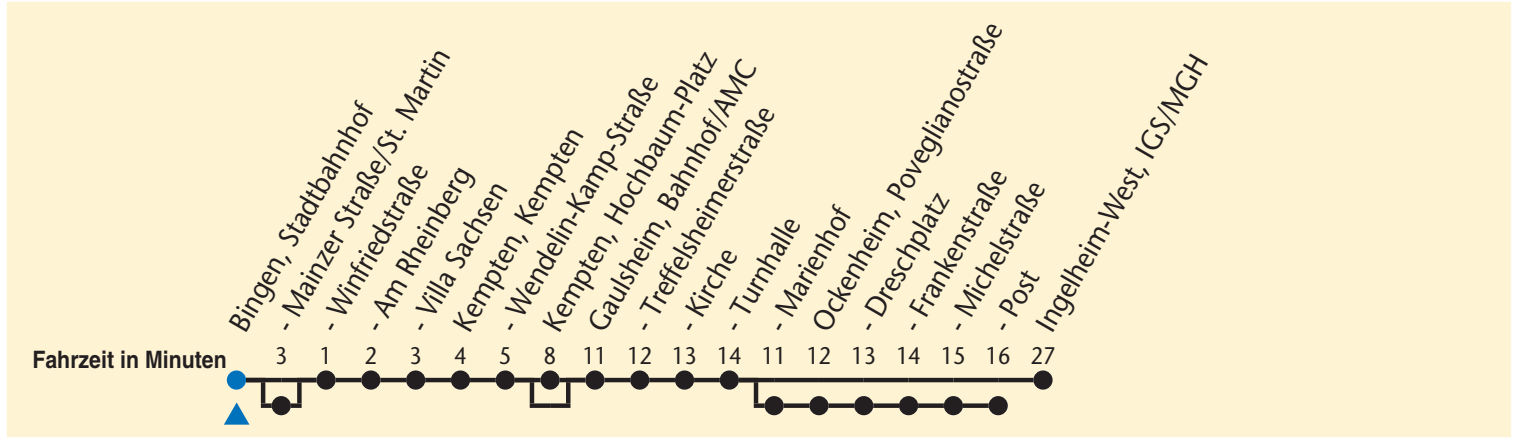 Bingen, Stadtbahnhof
- Mainzer Straße/St. Martin
- Winfriedstraße
- Am Rheinberg
- Villa Sachsen
Kempten, Kempten
- Wendelin-Kamp-Straße
Kempten, Hochbaum-Platz
Gaulsheim, Bahnhof/AMC
- Treffelsheimerstraße
- Kirche
- Turnhalle
- Marienhof
Ockenheim, Poveglianostraße
- Dreschplatz
- Frankenstraße
- Michelstraße
- Post
Ingelheim-West, IGS/MGH
Fahrzeit in Minuten 3 1 2 3 4 5 8 11 12 13 14 11 12 13 14 15 16 27